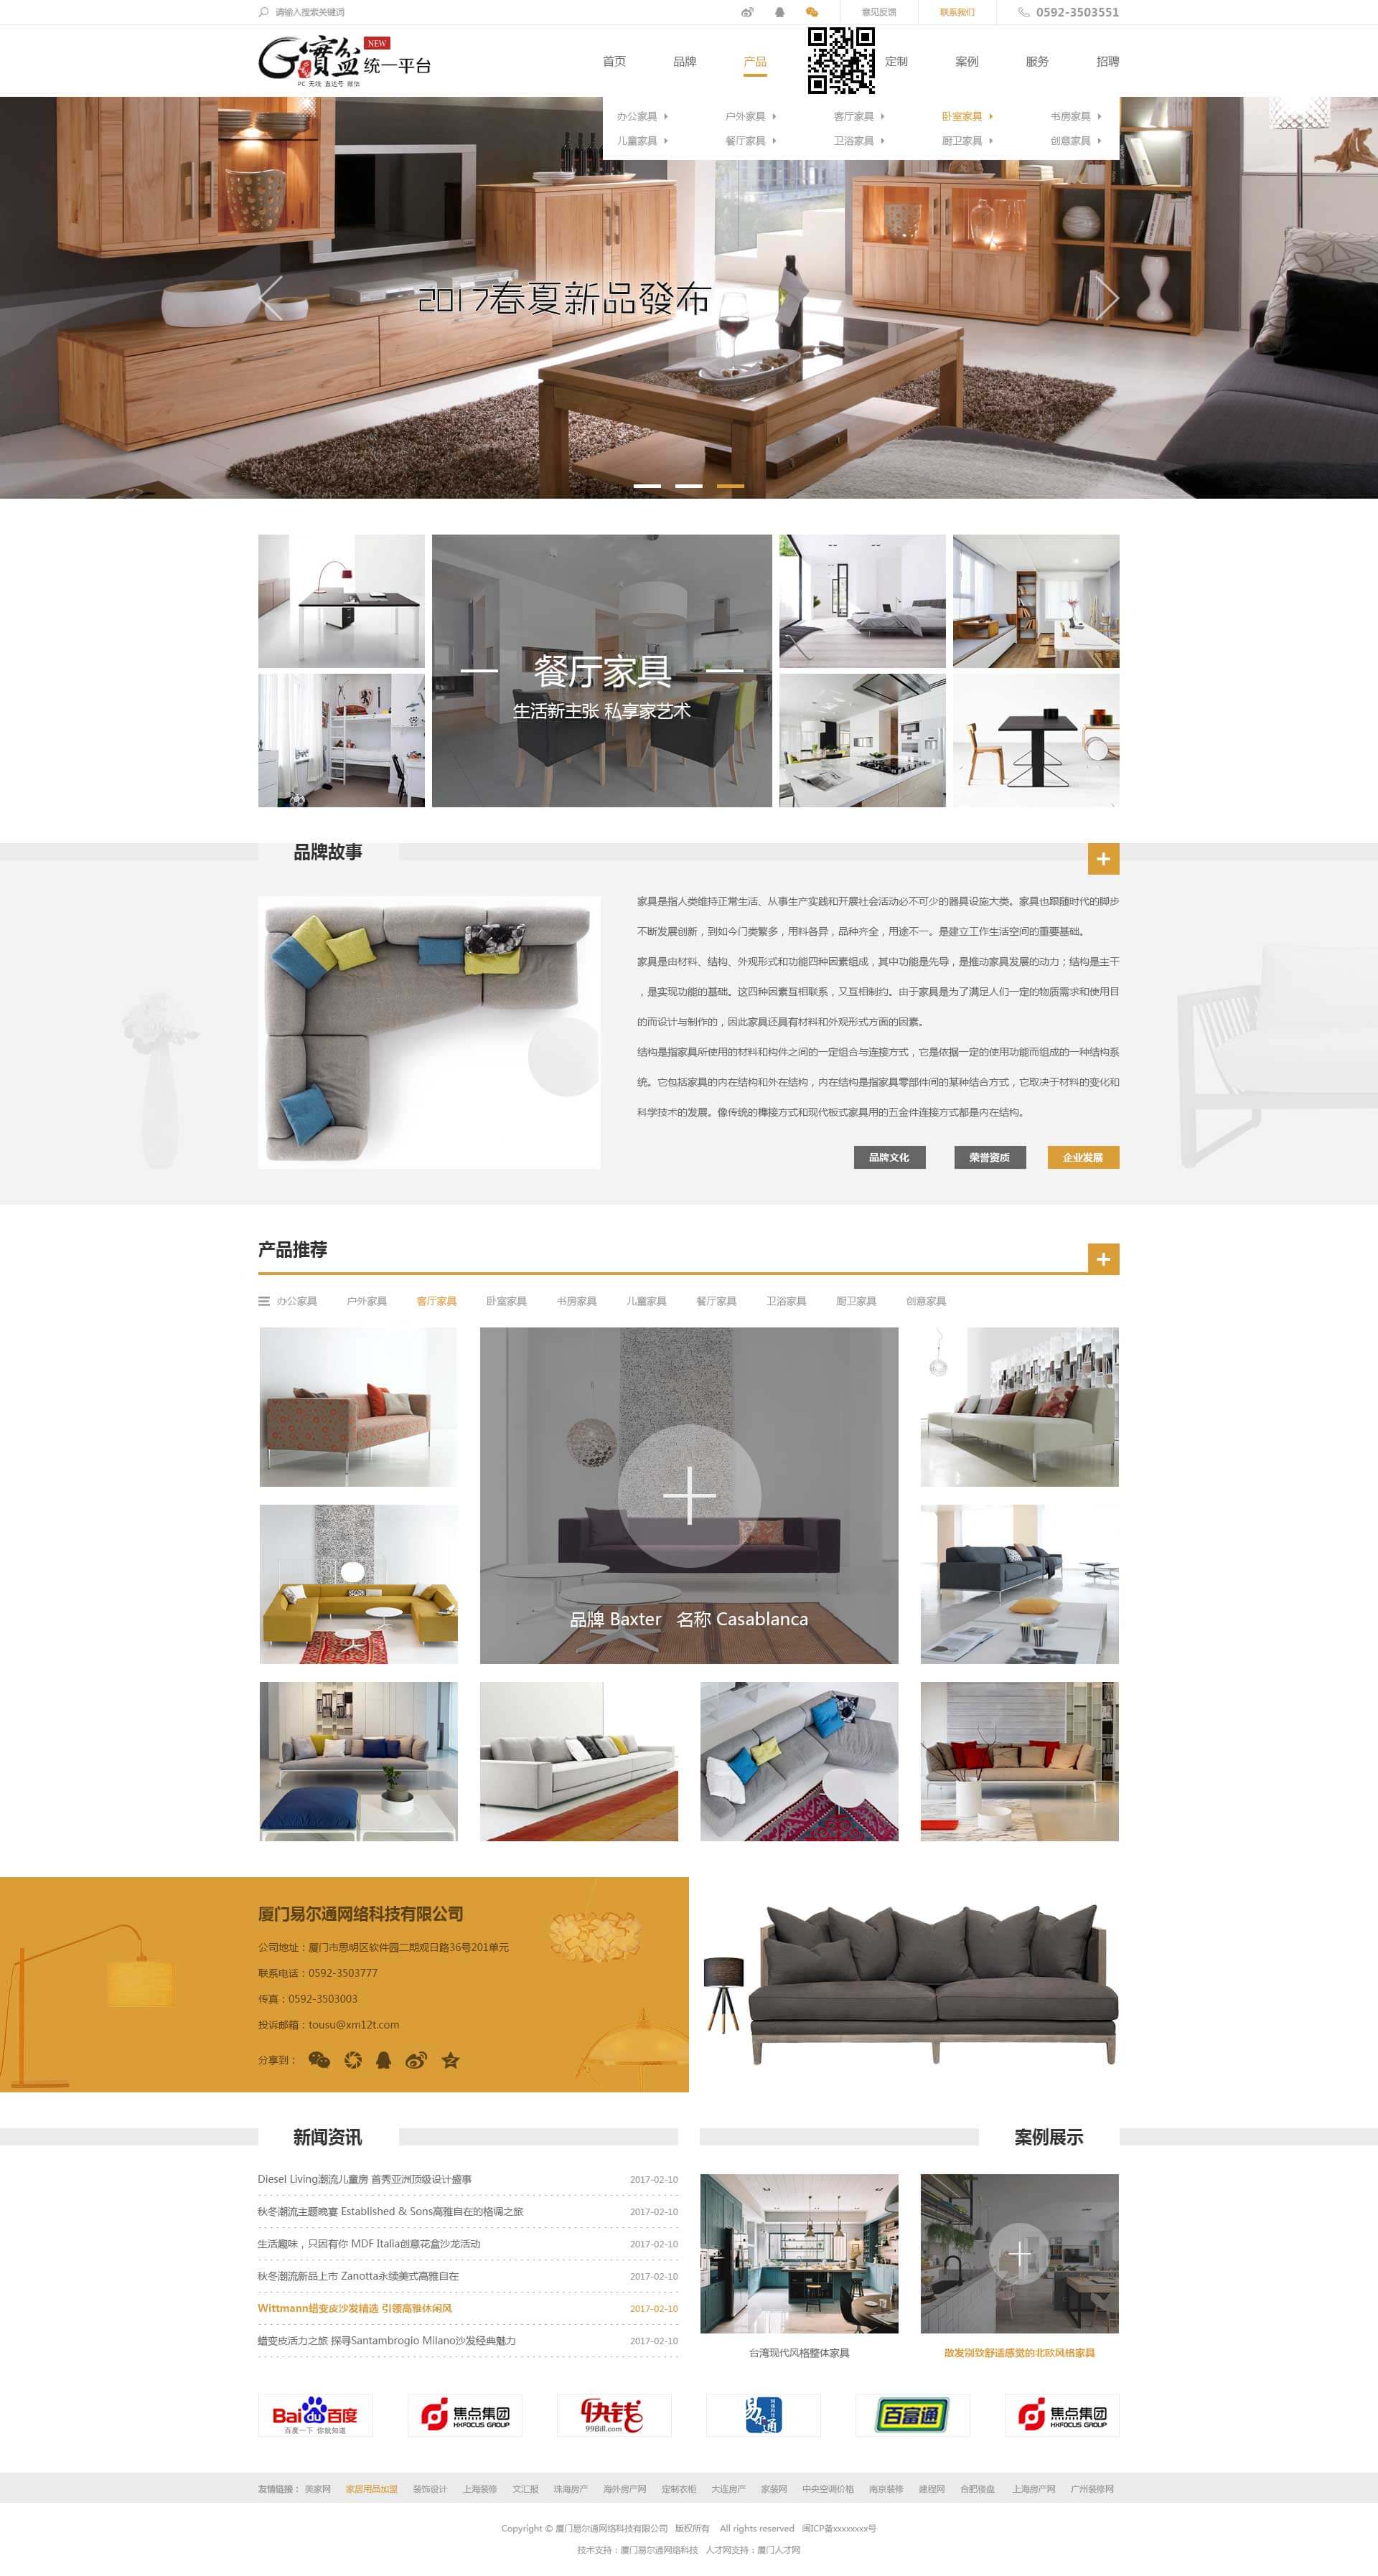 请输入搜索关键词
意见反馈
联系我们
0592-3503551
G寶盆 NEW 统一平台
PC 无线 直达号 微信
首页
品牌
产品
定制
案例
服务
招聘
办公家具
户外家具
客厅家具
卧室家具
书房家具
儿童家具
餐厅家具
卫浴家具
厨卫家具
创意家具
2017春夏新品發布
餐厅家具
生活新主张 私享家艺术
品牌故事
家具是指人类维持正常生活、从事生产实践和开展社会活动必不可少的器具设施大类。家具也跟随时代的脚步
不断发展创新，到如今门类繁多，用料各异，品种齐全，用途不一。是建立工作生活空间的重要基础。
家具是由材料、结构、外观形式和功能四种因素组成，其中功能是先导，是推动家具发展的动力；结构是主干
，是实现功能的基础。这四种因素互相联系，又互相制约。由于家具是为了满足人们一定的物质需求和使用目
的而设计与制作的，因此家具还具有材料和外观形式方面的因素。
结构是指家具所使用的材料和构件之间的一定组合与连接方式，它是依据一定的使用功能而组成的一种结构系
统。它包括家具的内在结构和外在结构，内在结构是指家具零部件间的某种结合方式，它取决于材料的变化和
科学技术的发展。像传统的榫接方式和现代板式家具用的五金件连接方式都是内在结构。
品牌文化
荣誉资质
企业发展
产品推荐
办公家具
户外家具
客厅家具
卧室家具
书房家具
儿童家具
餐厅家具
卫浴家具
厨卫家具
创意家具
品牌 Baxter 名称 Casablanca
厦门易尔通网络科技有限公司
公司地址：厦门市思明区软件园二期观日路36号201单元
联系电话：0592-3503777
传真：0592-3503003
投诉邮箱：tousu@xm12t.com
分享到：
新闻资讯
Diesel Living潮流儿童房 首秀亚洲顶级设计盛事 2017-02-10
秋冬潮流主题晚宴 Established & Sons高雅自在的格调之旅 2017-02-10
生活趣味，只因有你 MDF Italia创意花盒沙龙活动 2017-02-10
秋冬潮流新品上市 Zanotta永续美式高雅自在 2017-02-10
Wittmann蜡变皮沙发精选 引领高雅休闲风 2017-02-10
蜡变皮活力之旅 探寻Santambrogio Milano沙发经典魅力 2017-02-10
案例展示
台湾现代风格整体家具
散发别致舒适感觉的北欧风格家具
Bai du 百度
百度一下 你就知道
焦点集团
HXFOCUS GROUP
快钱
99Bill.com
易通
百富通
焦点集团
HXFOCUS GROUP
友情链接： 美家网 家居用品加盟 装饰设计 上海装修 文汇报 珠海房产 海外房产网 定制衣柜 大连房产 家装网 中央空调价格 南京装修 建程网 合肥楼盘 上海房产网 广州装修网
Copyright © 厦门易尔通网络科技有限公司 版权所有 All rights reserved 闽ICP备xxxxxxxx号
技术支持：厦门易尔通网络科技 人才网支持：厦门人才网